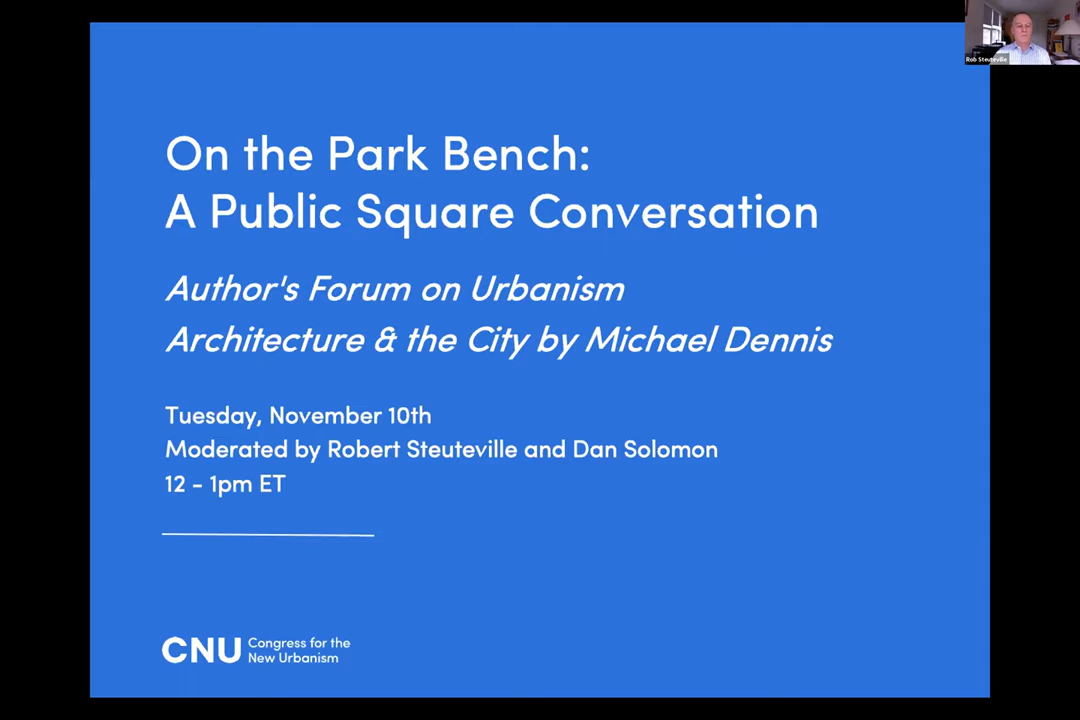 On the Park Bench:
A Public Square Conversation
Author's Forum on Urbanism
Architecture & the City by Michael Dennis
Tuesday, November 10th
Moderated by Robert Steuteville and Dan Solomon
12 - 1pm ET
CNU Congress for the
New Urbanism
Rob Steuteville